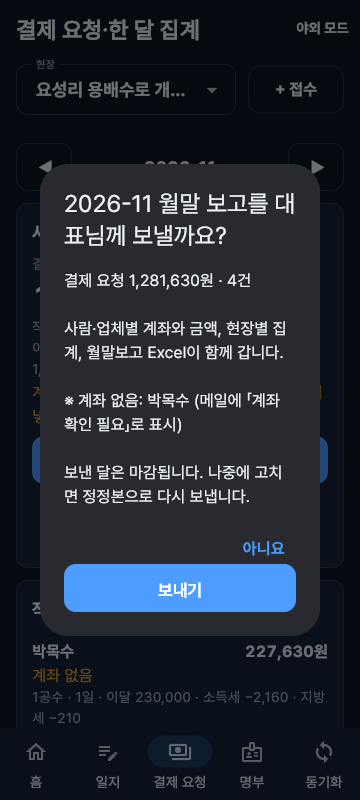 결제 요청·한 달 집계
야외 모드
현장
요성리 용배수로 개...
+ 접수
◀
▶
2026-11 월말 보고를 대
표님께 보낼까요?
결제 요청 1,281,630원 · 4건
사람·업체별 계좌와 금액, 현장별 집
계, 월말보고 Excel이 함께 갑니다.
※ 계좌 없음: 박목수 (메일에 「계좌
확인 필요」로 표시)
보낸 달은 마감됩니다. 나중에 고치
면 정정본으로 다시 보냅니다.
아니요
보내기
박목수
227,630원
계좌 없음
1공수 · 1일 · 이달 230,000 · 소득세 −2,160 · 지방
세 −210
홈
일지
결제 요청
명부
동기화